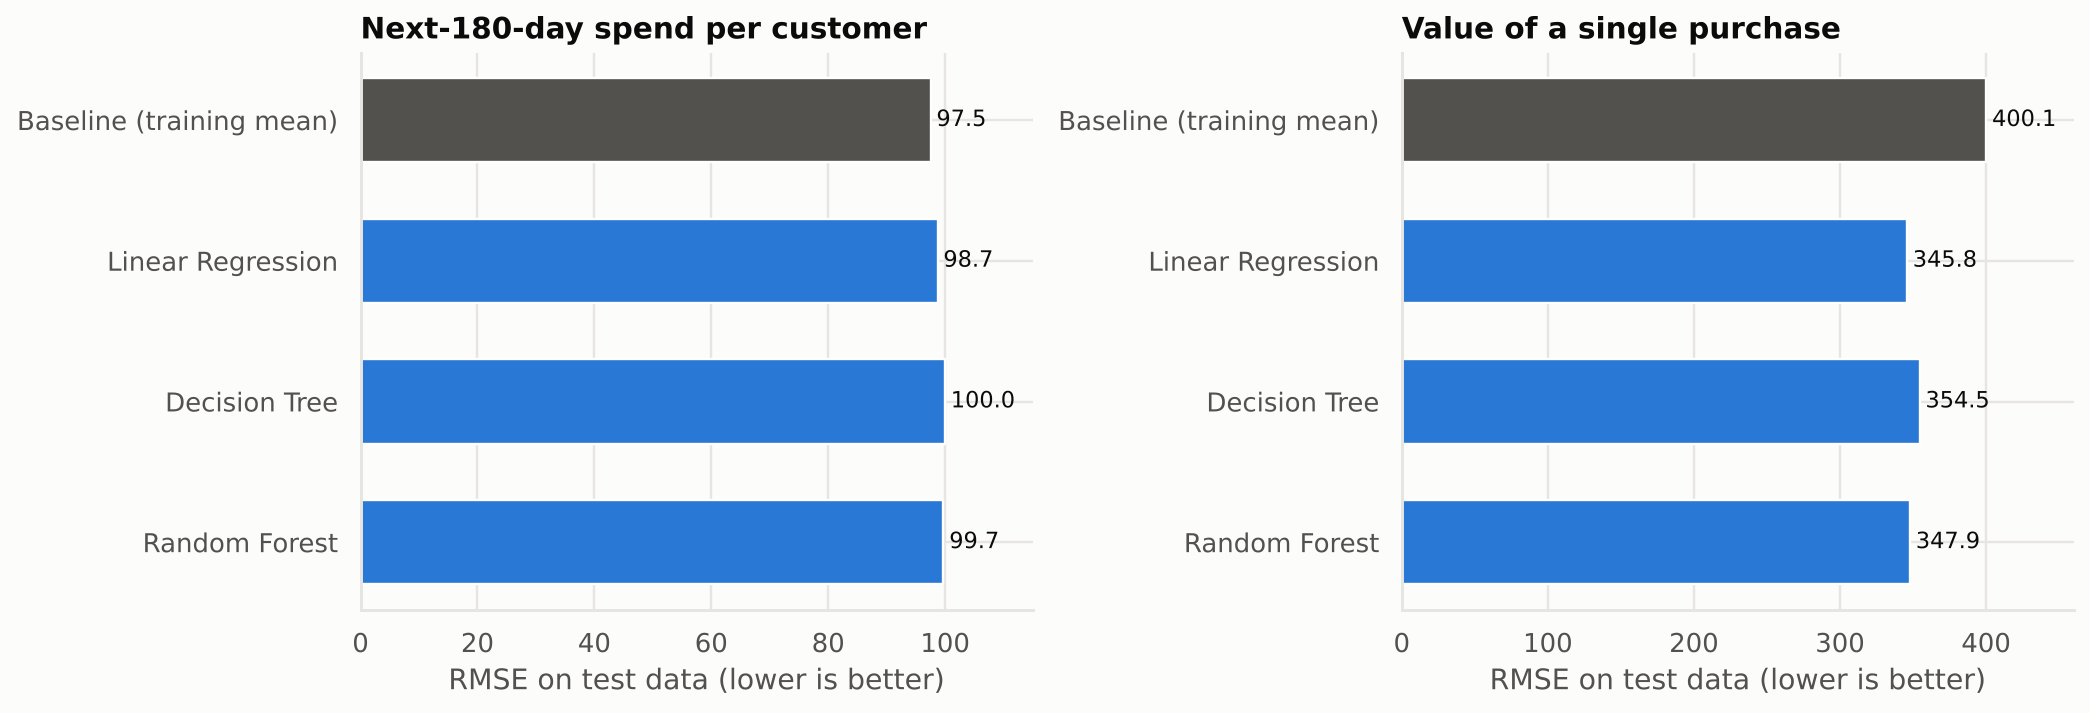 Next-180-day spend per customer
Baseline (training mean)
97.5
Linear Regression
98.7
Decision Tree
100.0
Random Forest
99.7
0 20 40 60 80 100
RMSE on test data (lower is better)
Value of a single purchase
Baseline (training mean)
400.1
Linear Regression
345.8
Decision Tree
354.5
Random Forest
347.9
0 100 200 300 400
RMSE on test data (lower is better)